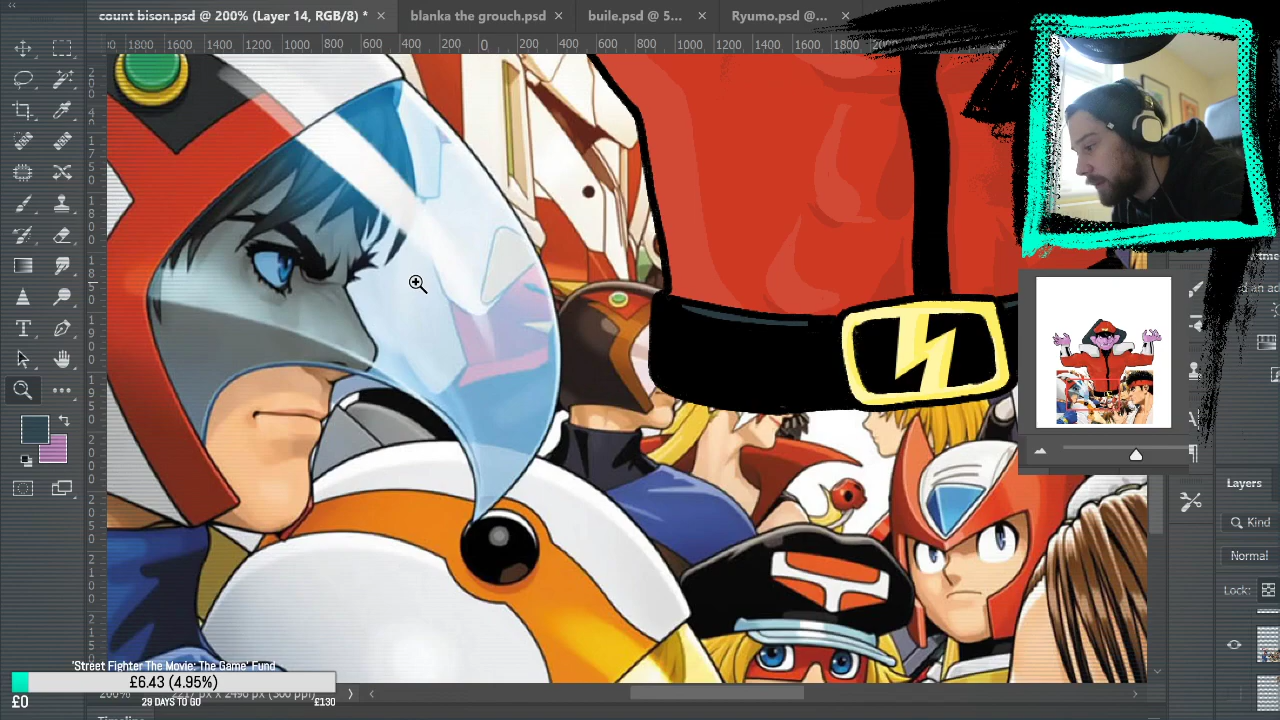 count bison.psd @ 200% (Layer 14, RGB/8) *
blanka the grouch.psd
buile.psd @ 5...
Ryumo.psd @...
1800 1600 1400 1200 1000 800 600 400 200 0 200 400 600 800 1000 1200 1400 1600 1800
Layers
Kind
Normal
Lock:
'Street Fighter The Movie: The Game' Fund
£6.43 (4.95%)
£0
29 DAYS TO GO
£130